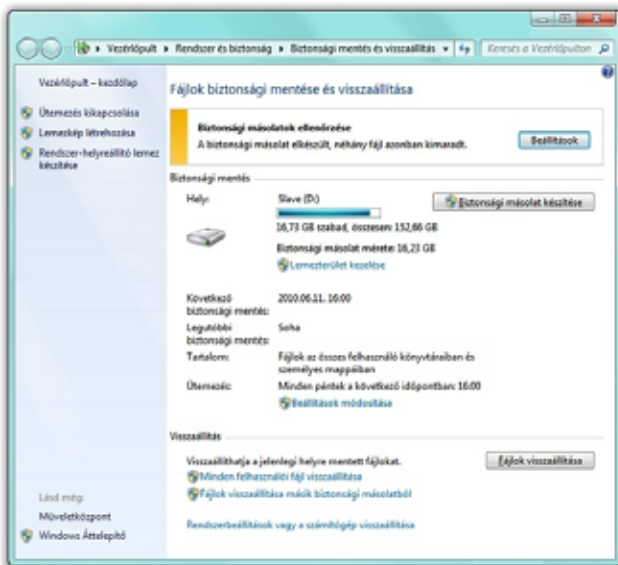 Vezérlőpult ▸ Rendszer és biztonság ▸ Biztonsági mentés és visszaállítás
Keresés a Vezérlőpulton
Vezérlőpult – kezdőlap
Ütemezés kikapcsolása
Lemezkép létrehozása
Rendszer-helyreállító lemez
készítése
Fájlok biztonsági mentése és visszaállítása
Biztonsági másolatok ellenőrzése
A biztonsági másolat elkészült, néhány fájl azonban kimaradt.
Beállítások
Biztonsági mentés
Hely:
Slave (D:)
Biztonsági másolat készítése
16,73 GB szabad, összesen: 152,66 GB
Biztonsági másolat mérete: 16,23 GB
Lemezterület kezelése
Következő
biztonsági mentés:
2010.06.11. 16:00
Legutóbbi
biztonsági mentés:
Soha
Tartalom:
Fájlok az összes felhasználó könyvtáraiban és
személyes mappáiban
Ütemezés:
Minden péntek a következő időpontban: 16:00
Beállítások módosítása
Visszaállítás
Visszaállíthatja a jelenlegi helyre mentett fájlokat.
Fájlok visszaállítása
Minden felhasználói fájl visszaállítása
Fájlok visszaállítása másik biztonsági másolatból
Rendszerbeállítások vagy a számítógép visszaállítása
Lásd még:
Műveletközpont
Windows Áttelepítő